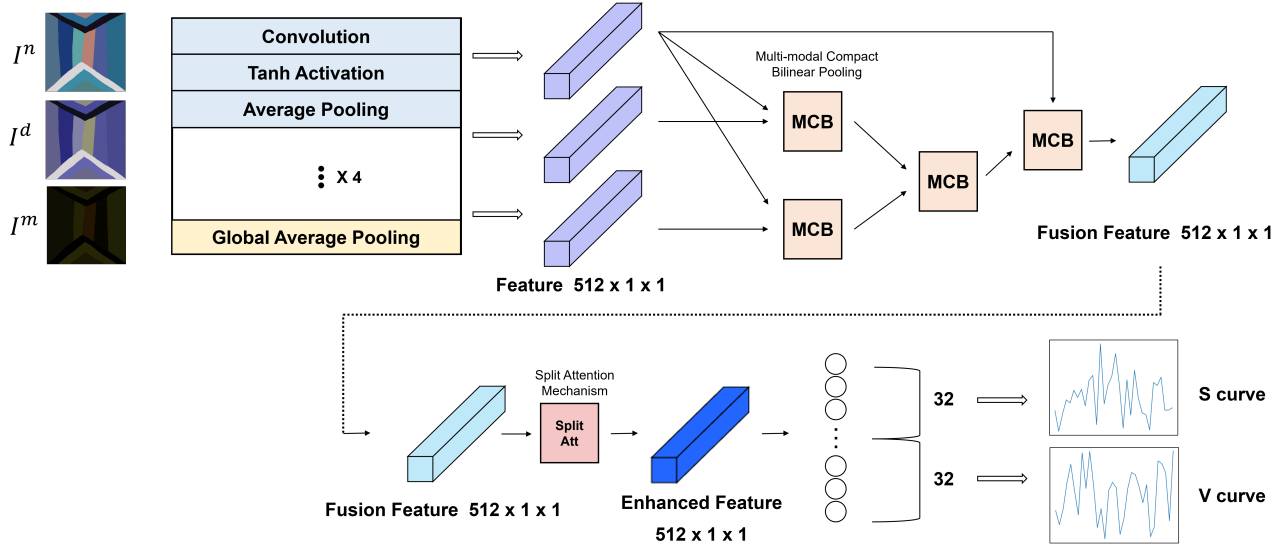 I^n
I^d
I^m
Convolution
Tanh Activation
Average Pooling
X 4
Global Average Pooling
Feature 512 x 1 x 1
Multi-modal Compact
Bilinear Pooling
MCB
MCB
MCB
MCB
Fusion Feature 512 x 1 x 1
Fusion Feature 512 x 1 x 1
Split Attention
Mechanism
Split
Att
Enhanced Feature
512 x 1 x 1
32
32
S curve
V curve